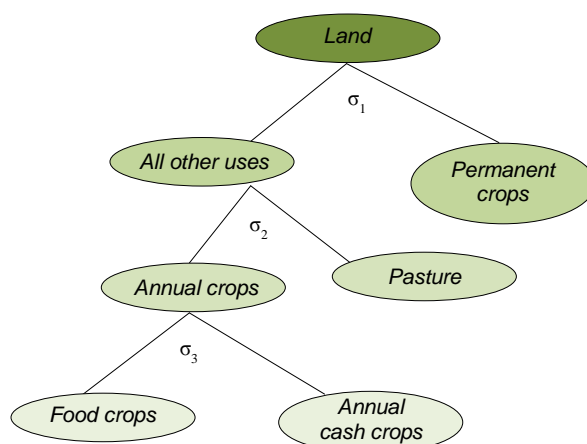 Land
σ1
All other uses
Permanent
crops
σ2
Annual crops
Pasture
σ3
Food crops
Annual
cash crops